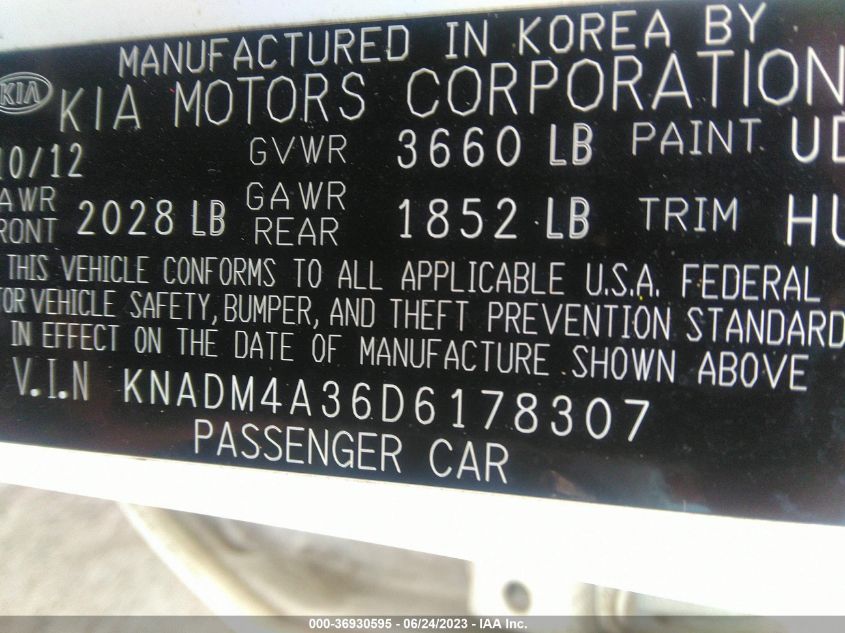 MANUFACTURED IN KOREA BY
KIA KIA MOTORS CORPORATION
10/12 GVWR 3660 LB PAINT UD
GAWR FRONT 2028 LB GAWR REAR 1852 LB TRIM HU
THIS VEHICLE CONFORMS TO ALL APPLICABLE U.S.A. FEDERAL
OR VEHICLE SAFETY, BUMPER, AND THEFT PREVENTION STANDARD
IN EFFECT ON THE DATE OF MANUFACTURE SHOWN ABOVE
V.I.N KNADM4A36D6178307
PASSENGER CAR
000-36930595 - 06/24/2023 - IAA Inc.